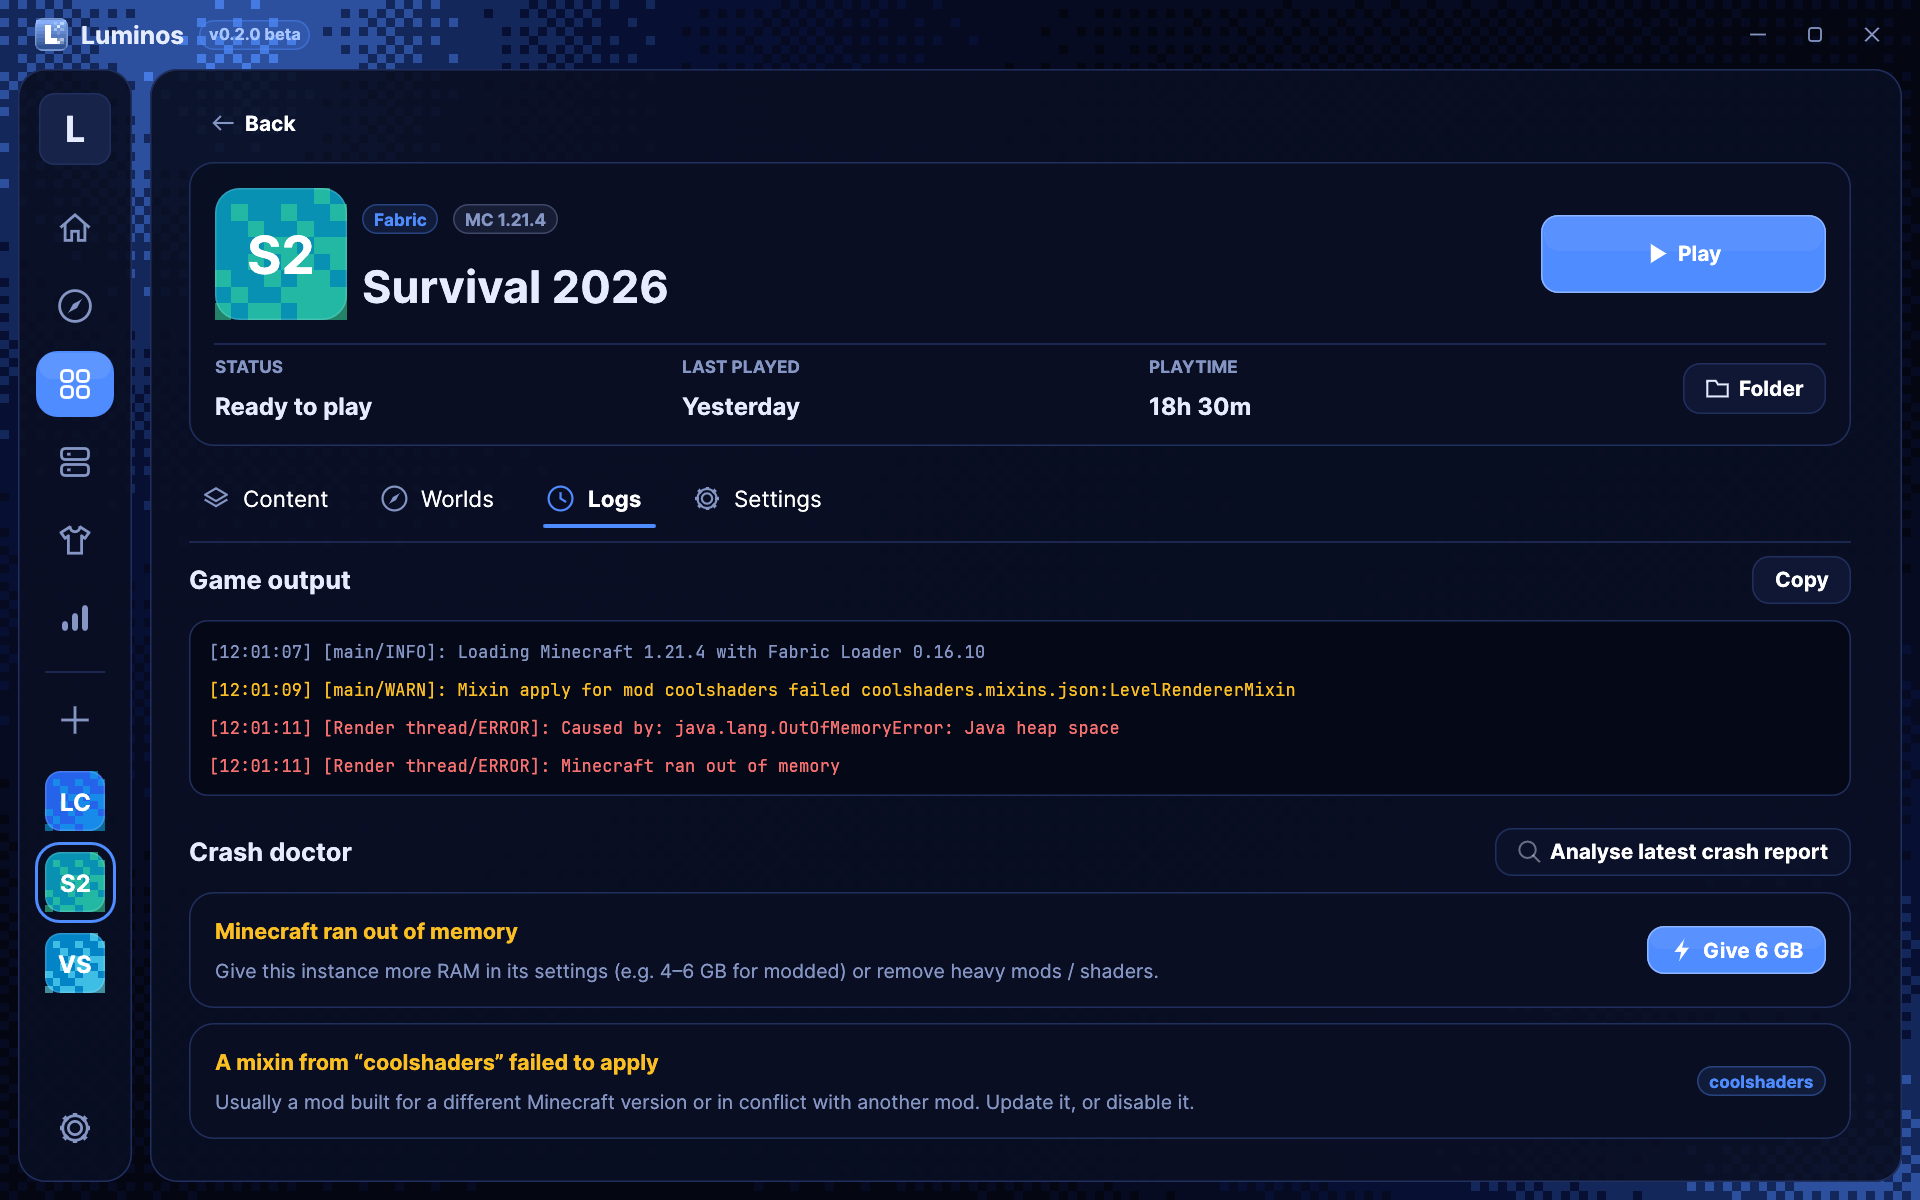 Luminos v0.2.0 beta
L
Back
S2
Fabric
MC 1.21.4
Survival 2026
Play
STATUS
Ready to play
LAST PLAYED
Yesterday
PLAYTIME
18h 30m
Folder
Content
Worlds
Logs
Settings
Game output
Copy
[12:01:07] [main/INFO]: Loading Minecraft 1.21.4 with Fabric Loader 0.16.10
[12:01:09] [main/WARN]: Mixin apply for mod coolshaders failed coolshaders.mixins.json:LevelRendererMixin
[12:01:11] [Render thread/ERROR]: Caused by: java.lang.OutOfMemoryError: Java heap space
[12:01:11] [Render thread/ERROR]: Minecraft ran out of memory
LC
S2
VS
Crash doctor
Analyse latest crash report
Minecraft ran out of memory
Give this instance more RAM in its settings (e.g. 4–6 GB for modded) or remove heavy mods / shaders.
Give 6 GB
A mixin from “coolshaders” failed to apply
Usually a mod built for a different Minecraft version or in conflict with another mod. Update it, or disable it.
coolshaders